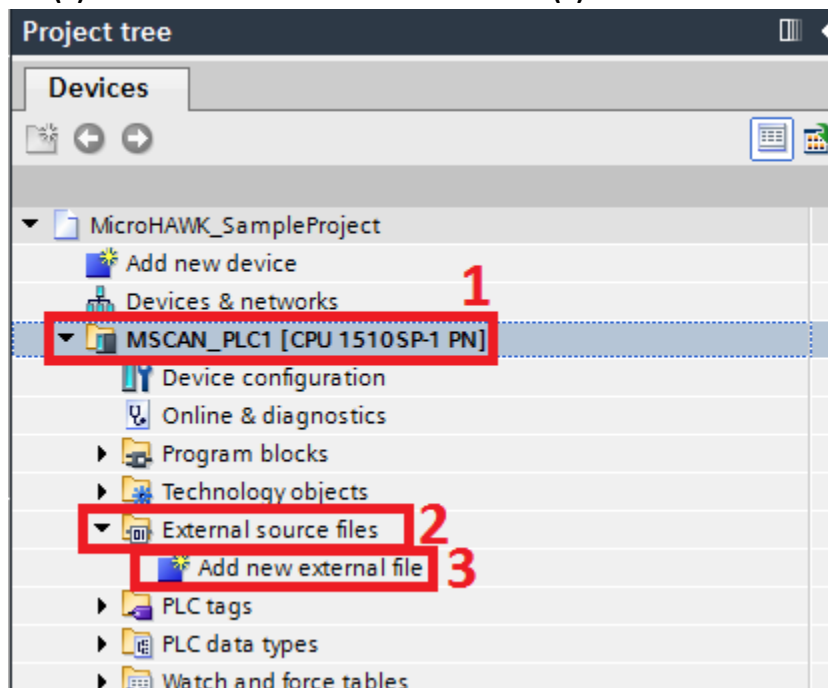 Project tree
Devices
MicroHAWK_SampleProject
Add new device
1
Devices & networks
MSCAN_PLC1 [CPU 1510SP-1 PN]
Device configuration
Online & diagnostics
Program blocks
Technology objects
External source files 2
Add new external file 3
PLC tags
PLC data types
Watch and force tables